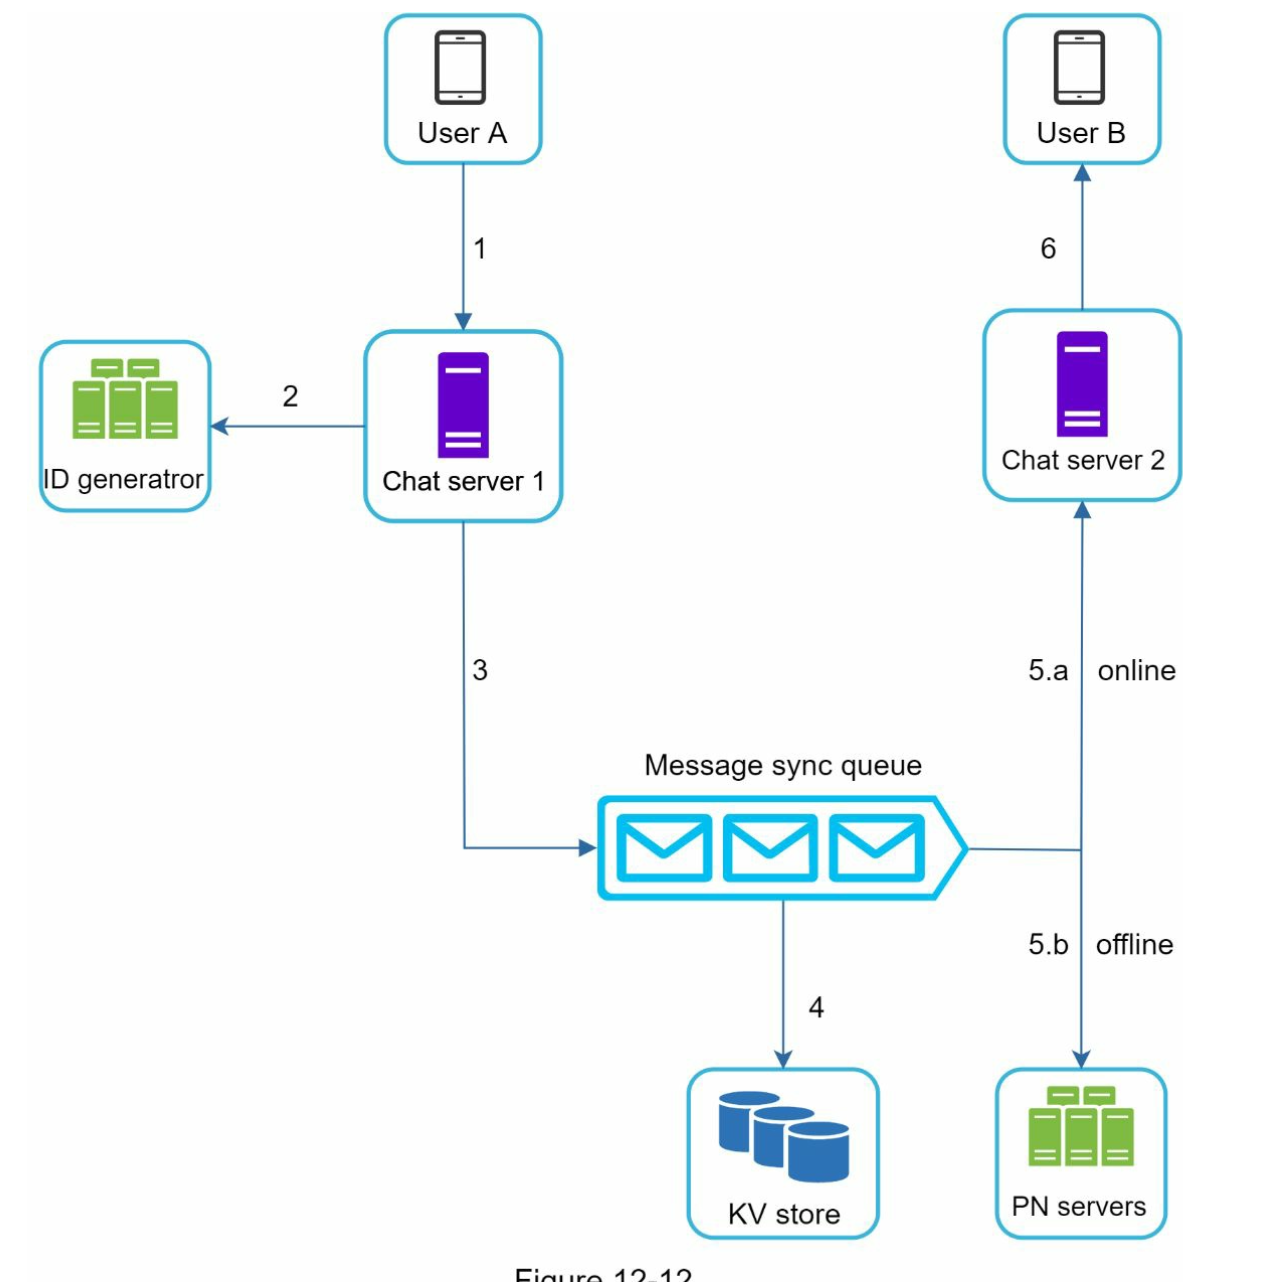 User A
User B
1
6
2
ID generatror
Chat server 1
Chat server 2
3
5.a online
Message sync queue
5.b offline
4
KV store
PN servers
Figure 12-12